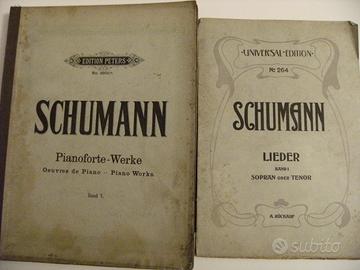 EDITION PETERS
SCHUMANN
Pianoforte-Werke
Oeuvres de Piano - Piano Works
Band I.
UNIVERSAL-EDITION
No 264
SCHUMANN
LIEDER
BAND I
SOPRAN ODER TENOR
A. RÜCKAUF
subito